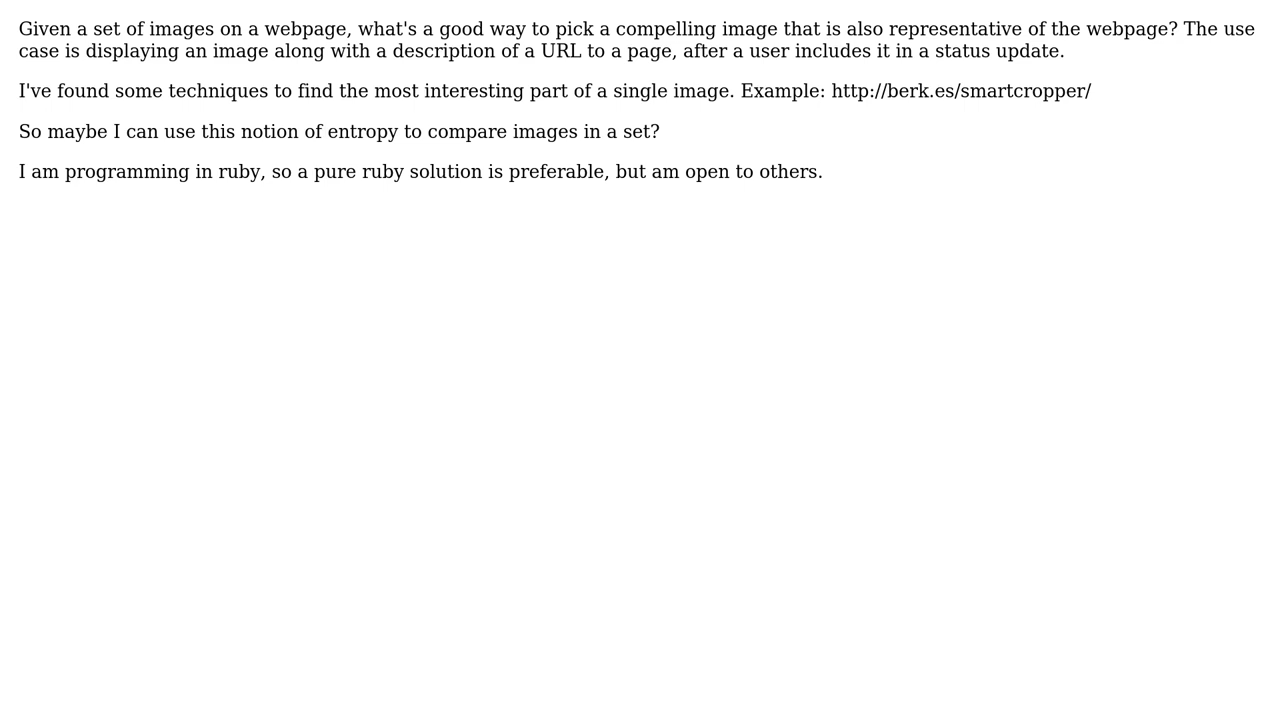 Given a set of images on a webpage, what's a good way to pick a compelling image that is also representative of the webpage? The use
case is displaying an image along with a description of a URL to a page, after a user includes it in a status update.
I've found some techniques to find the most interesting part of a single image. Example: http://berk.es/smartcropper/
So maybe I can use this notion of entropy to compare images in a set?
I am programming in ruby, so a pure ruby solution is preferable, but am open to others.